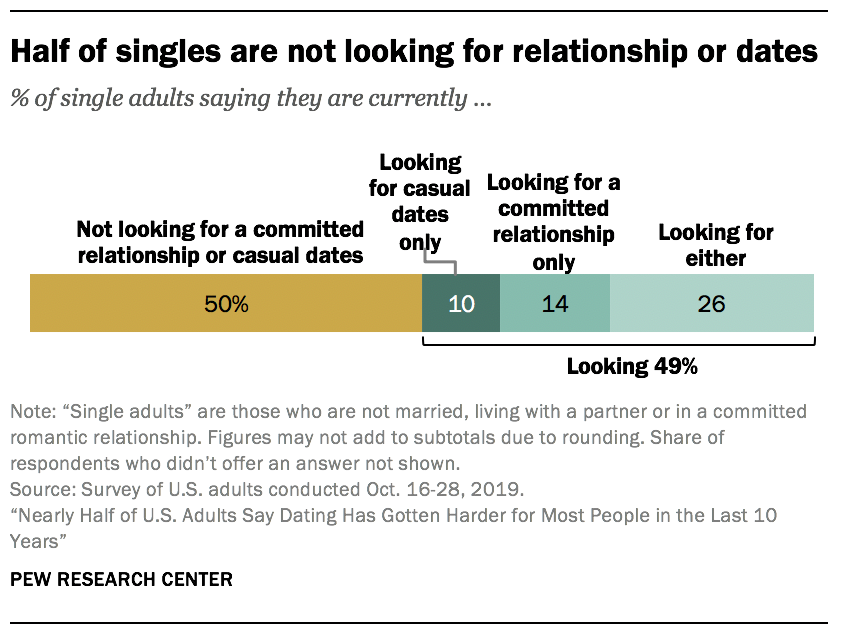 Half of singles are not looking for relationship or dates
% of single adults saying they are currently ...
Not looking for a committed
relationship or casual dates
Looking
for casual
dates
only
Looking for a
committed
relationship
only
Looking for
either
50%
10
14
26
Looking 49%
Note: “Single adults” are those who are not married, living with a partner or in a committed
romantic relationship. Figures may not add to subtotals due to rounding. Share of
respondents who didn’t offer an answer not shown.
Source: Survey of U.S. adults conducted Oct. 16-28, 2019.
“Nearly Half of U.S. Adults Say Dating Has Gotten Harder for Most People in the Last 10
Years”
PEW RESEARCH CENTER